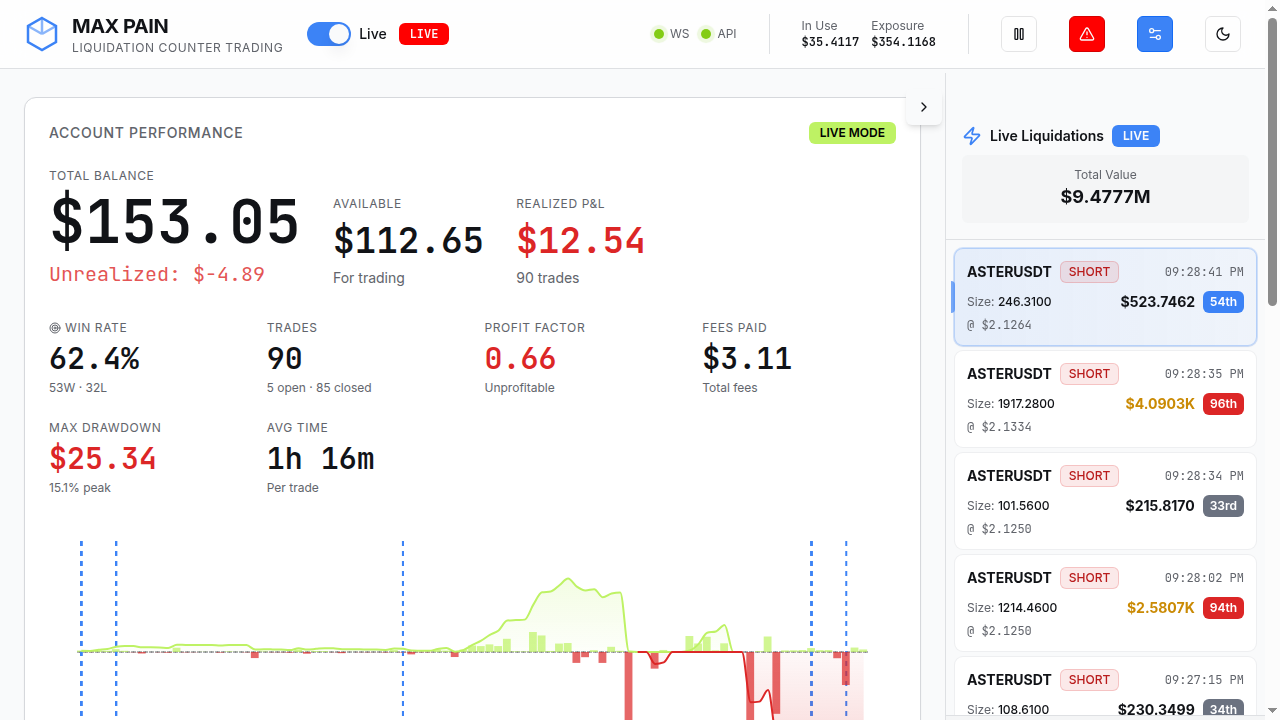 MAX PAIN
LIQUIDATION COUNTER TRADING
Live
LIVE
WS
API
In Use
$35.4117
Exposure
$354.1168
ACCOUNT PERFORMANCE
LIVE MODE
TOTAL BALANCE
$153.05
Unrealized: $-4.89
AVAILABLE
$112.65
For trading
REALIZED P&L
$12.54
90 trades
WIN RATE
62.4%
53W · 32L
TRADES
90
5 open · 85 closed
PROFIT FACTOR
0.66
Unprofitable
FEES PAID
$3.11
Total fees
MAX DRAWDOWN
$25.34
15.1% peak
AVG TIME
1h 16m
Per trade
Live Liquidations LIVE
Total Value
$9.4777M
ASTERUSDT SHORT 09:28:41 PM
Size: 246.3100 $523.7462 54th
@ $2.1264
ASTERUSDT SHORT 09:28:35 PM
Size: 1917.2800 $4.0903K 96th
@ $2.1334
ASTERUSDT SHORT 09:28:34 PM
Size: 101.5600 $215.8170 33rd
@ $2.1250
ASTERUSDT SHORT 09:28:02 PM
Size: 1214.4600 $2.5807K 94th
@ $2.1250
ASTERUSDT SHORT 09:27:15 PM
Size: 108.6100 $230.3499 34th